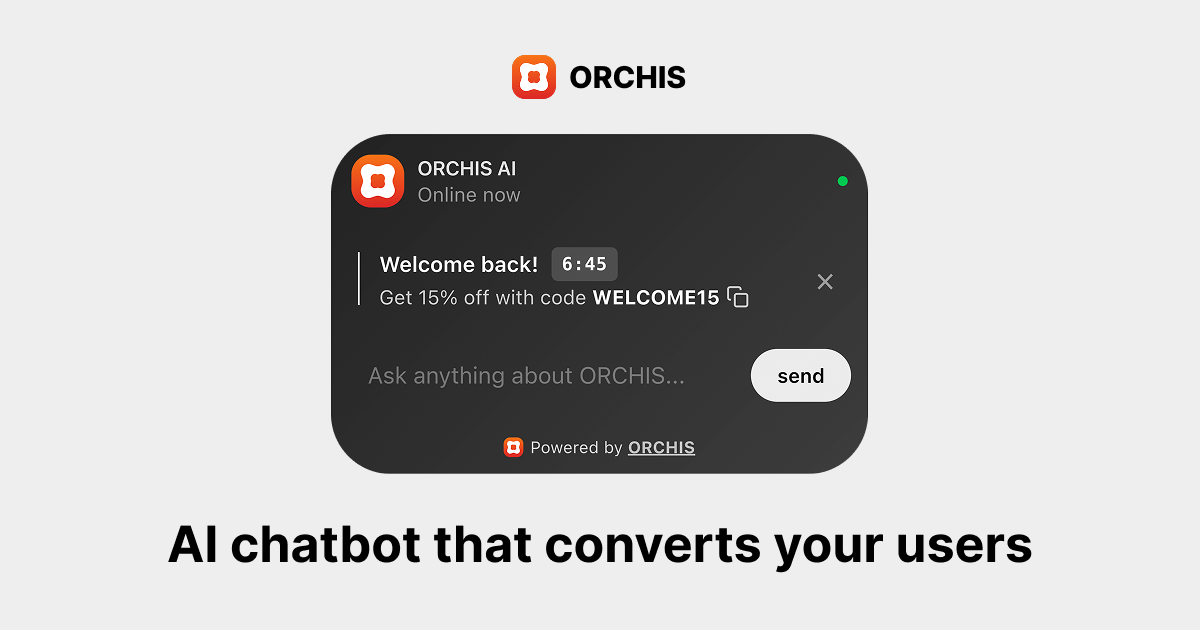 ORCHIS
ORCHIS AI
Online now
Welcome back! 6:45
Get 15% off with code WELCOME15
Ask anything about ORCHIS...
send
Powered by ORCHIS
AI chatbot that converts your users